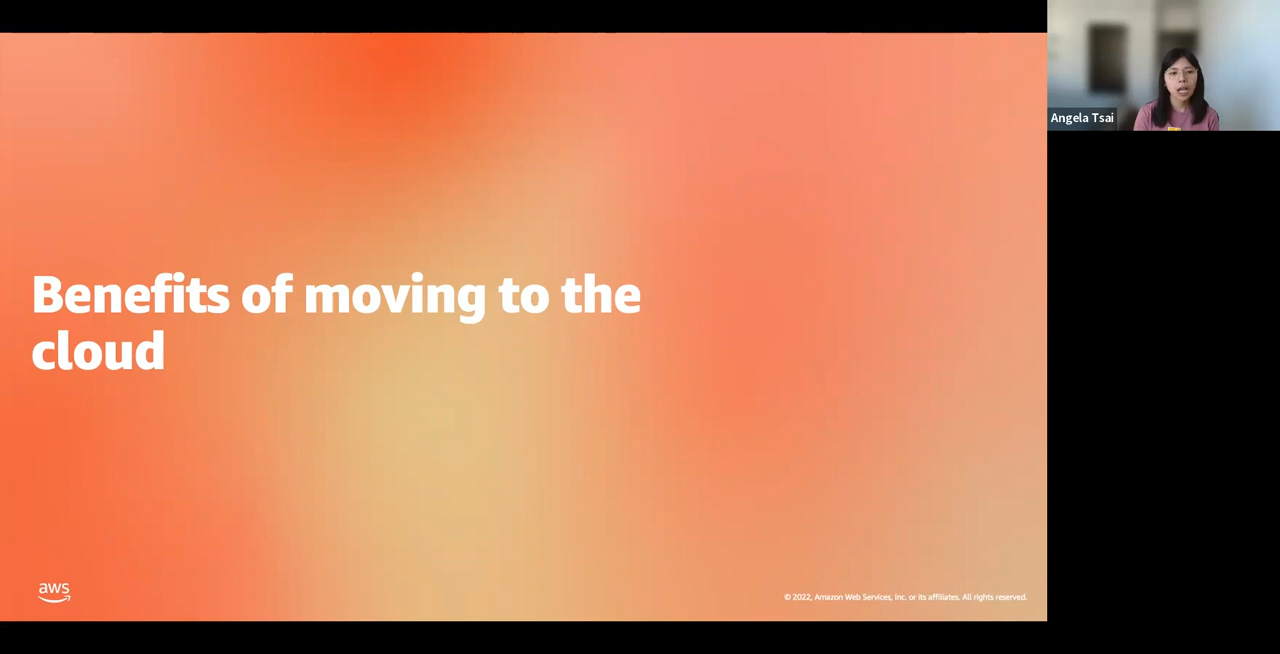 Angela Tsai
Benefits of moving to the
cloud
aws
© 2022, Amazon Web Services, Inc. or its affiliates. All rights reserved.